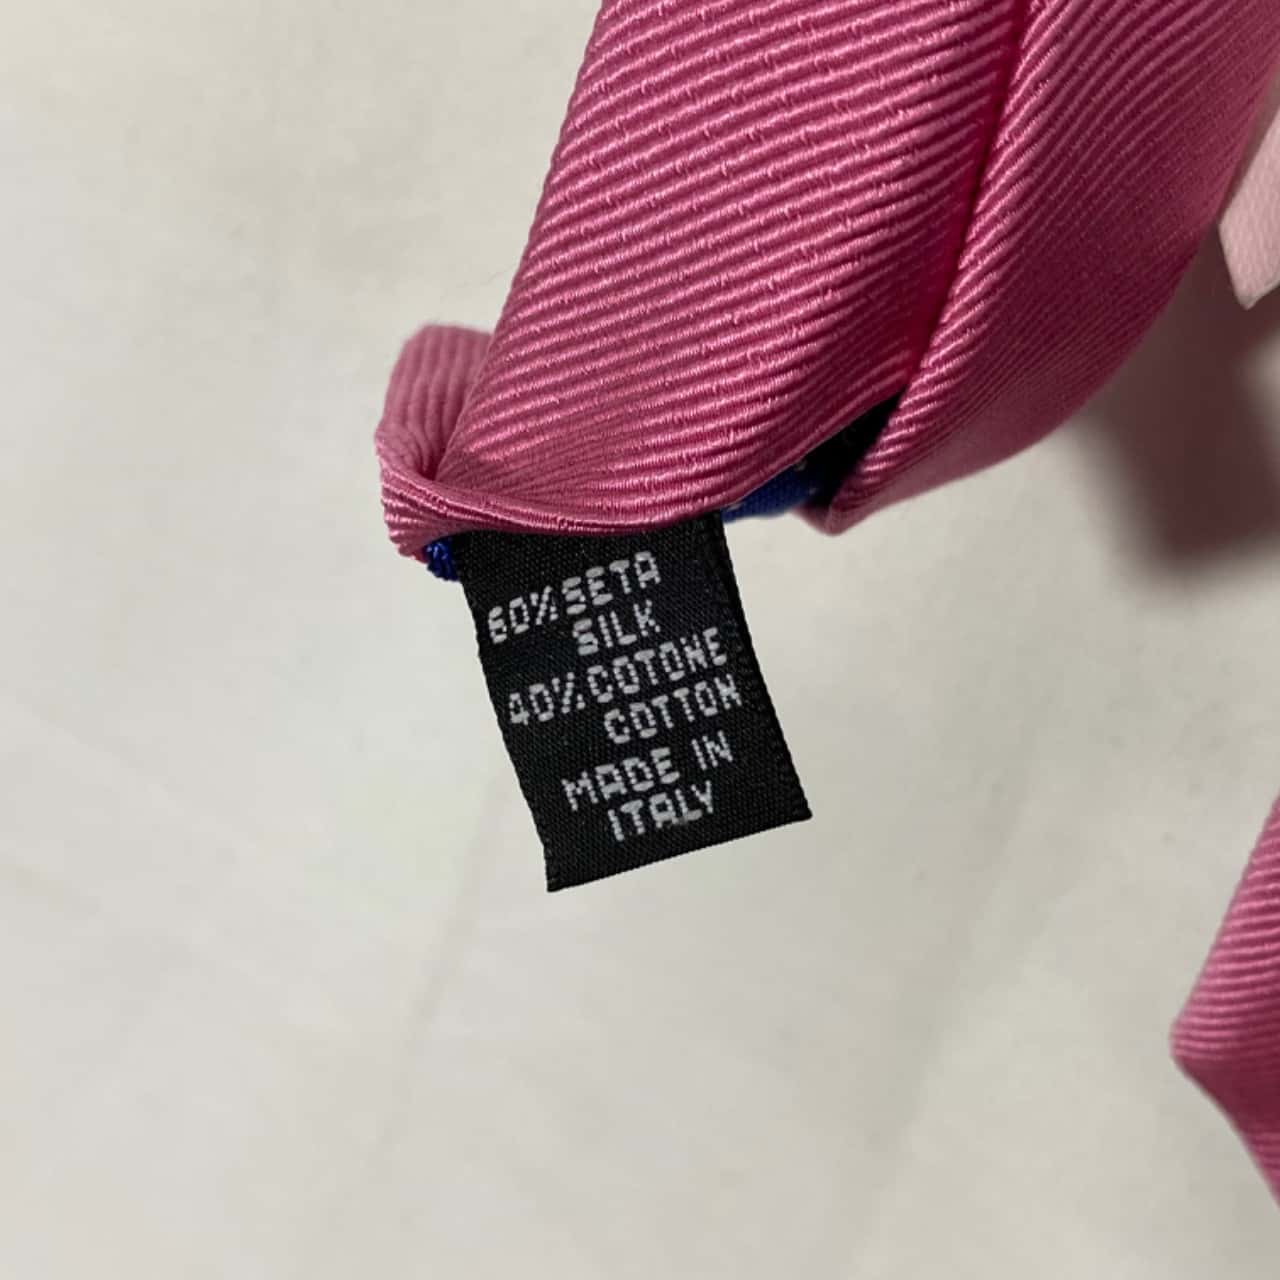 60% SETA
SILK
40% COTONE
COTTON
MADE IN
ITALY